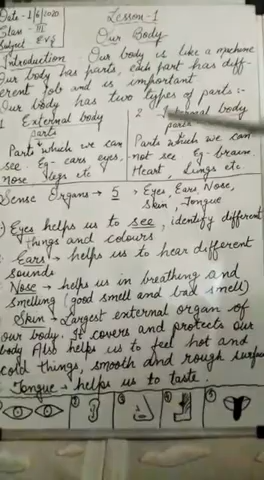 Date - 1/6/2020
Lesson-1
Class - III
Our Body
Subject - EVS
Introduction Our body is like a machine
Our body has parts, each part has diff-
erent job and is important.
Our body has two types of parts:-
1 External body parts
Parts which we can
see. Eg- ears, eyes,
nose, legs etc
2 Internal body parts
Parts which we can
not see. Eg- brain,
Heart, Lungs etc.
Sense Organs → 5 → Eyes, Ears, Nose,
Skin, Tongue
Eyes helps us to see, identify different
things and colours.
Ears → helps us to hear different
sounds.
Nose → helps us in breathing and
smelling (good smell and bad smell)
Skin → Largest external organ of
our body. It covers and protects our
body Also helps us to feel hot and
cold things, smooth and rough surface
Tongue → helps us to taste.